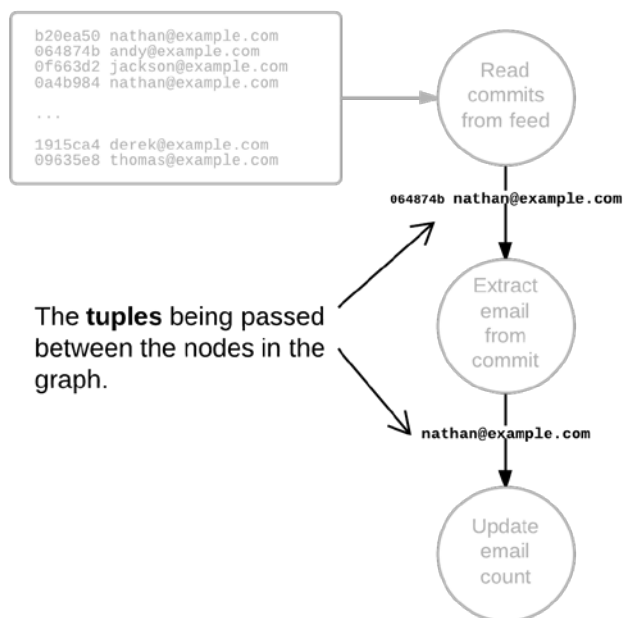 b20ea50 nathan@example.com
064874b andy@example.com
0f663d2 jackson@example.com
0a4b984 nathan@example.com
...
1915ca4 derek@example.com
09635e8 thomas@example.com
Read
commits
from feed
064874b nathan@example.com
The tuples being passed
between the nodes in the
graph.
Extract
email
from
commit
nathan@example.com
Update
email
count